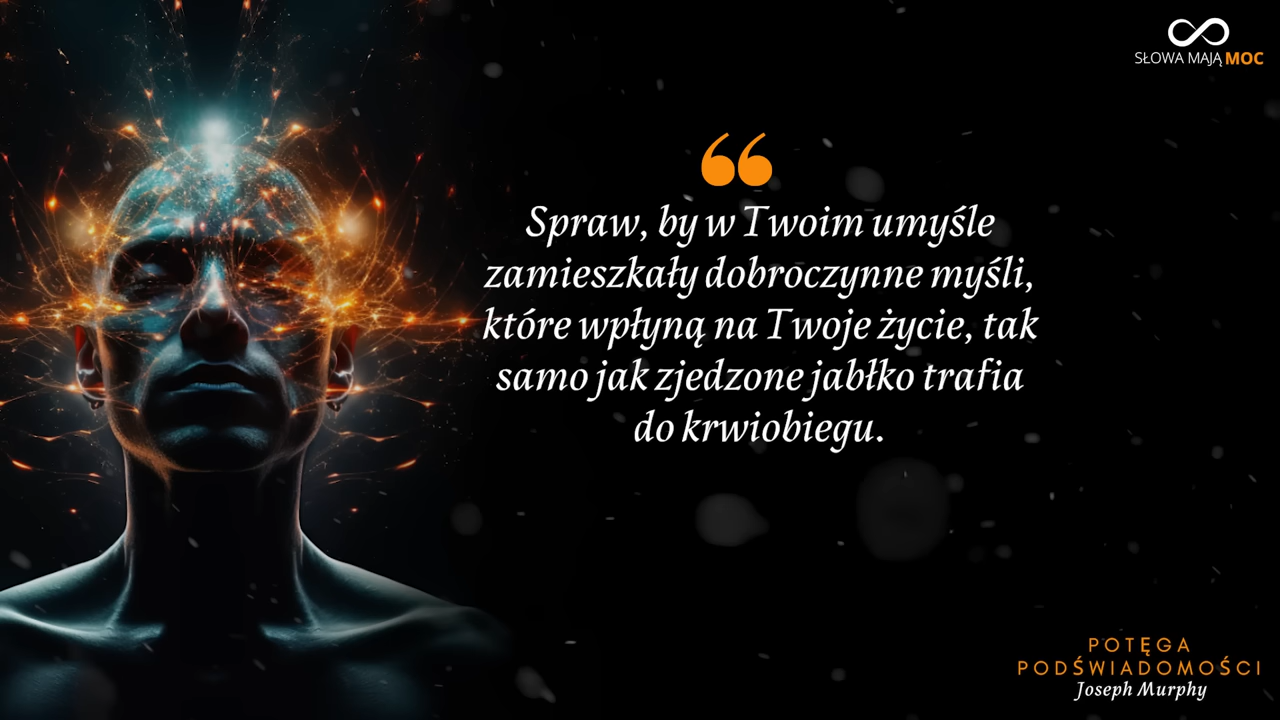 SŁOWA MAJĄ MOC
Spraw, by w Twoim umyśle
zamieszkały dobroczynne myśli,
które wpłyną na Twoje życie, tak
samo jak zjedzone jabłko trafia
do krwiobiegu.
POTĘGA
PODŚWIADOMOŚCI
Joseph Murphy